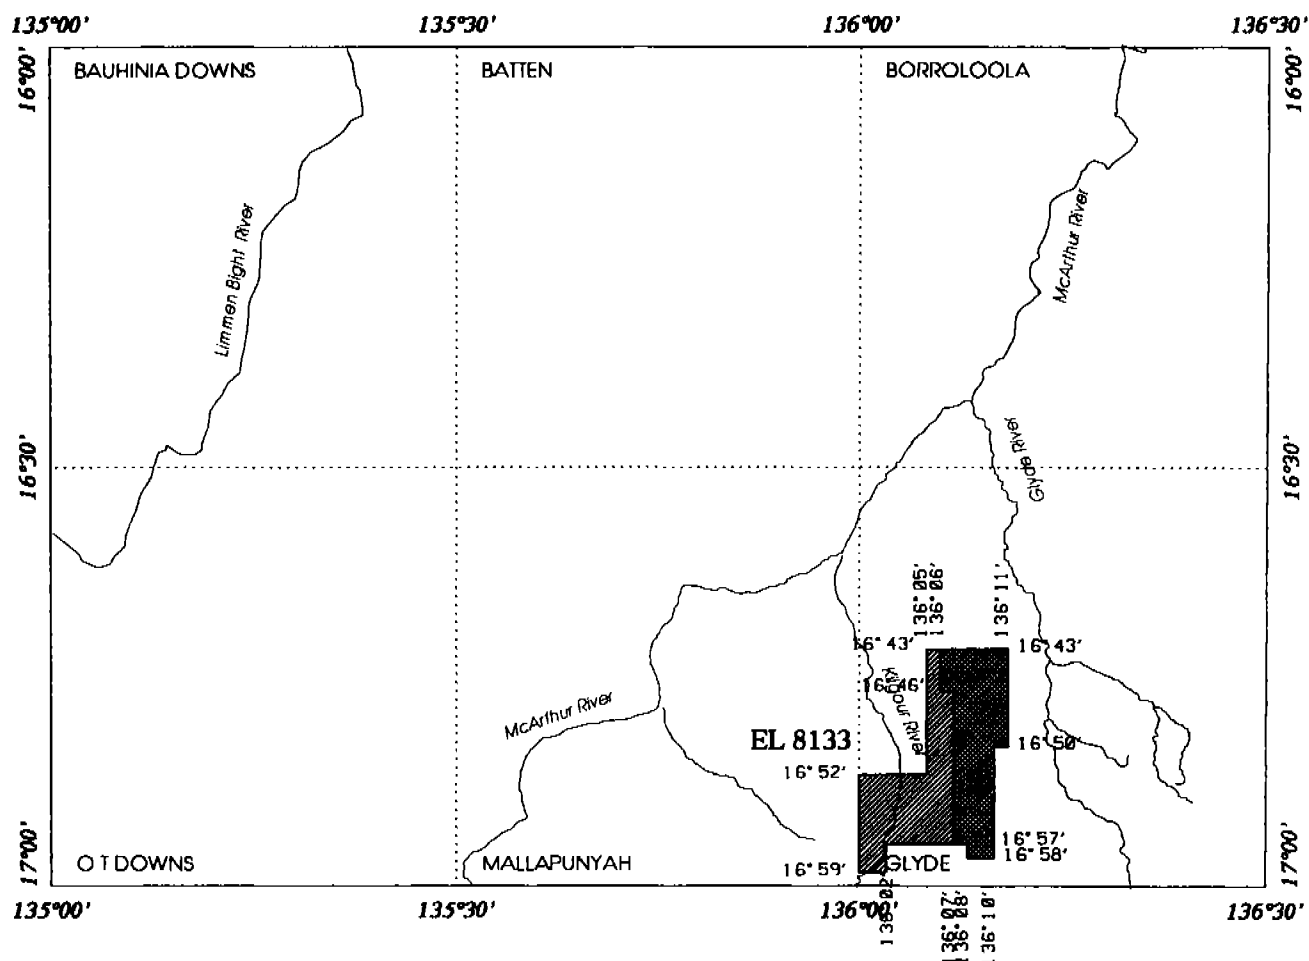 135°00' 135°30' 136°00' 136°30'
16°00' 16°00'
BAUHINIA DOWNS BATTEN BORROLOOLA
Limmen Bight River
McArthur River
16°30' 16°30'
Glyde River
136° 05'
136° 06'
136° 11'
16° 43' 16° 43'
16° 46'
Kilgour River
McArthur River
EL 8133
16° 50'
16° 52'
16° 57'
16° 58'
16° 59'
O T DOWNS MALLAPUNYAH GLYDE
17°00' 17°00'
136° 02'
136° 07'
136° 08'
136° 10'
135°00' 135°30' 136°00' 136°30'